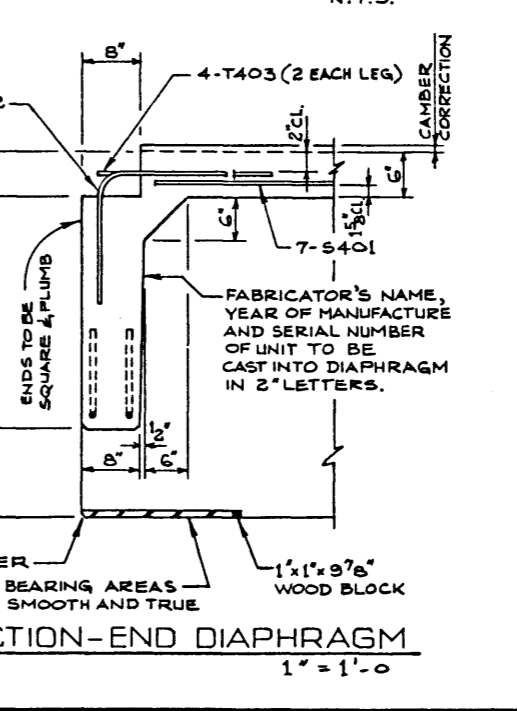 N.T.S.
8"
4-T403 (2 EACH LEG)
2"CL.
CAMBER
CORRECTION
6"
6"
1 5/8"CL.
7-S401
ENDS TO BE
SQUARE & PLUMB
FABRICATOR'S NAME,
YEAR OF MANUFACTURE
AND SERIAL NUMBER
OF UNIT TO BE
CAST INTO DIAPHRAGM
IN 2" LETTERS.
1/2"
8"
6"
ER
BEARING AREAS
SMOOTH AND TRUE
1"x1"x 9 7/8"
WOOD BLOCK
CTION-END DIAPHRAGM
1" = 1'-0